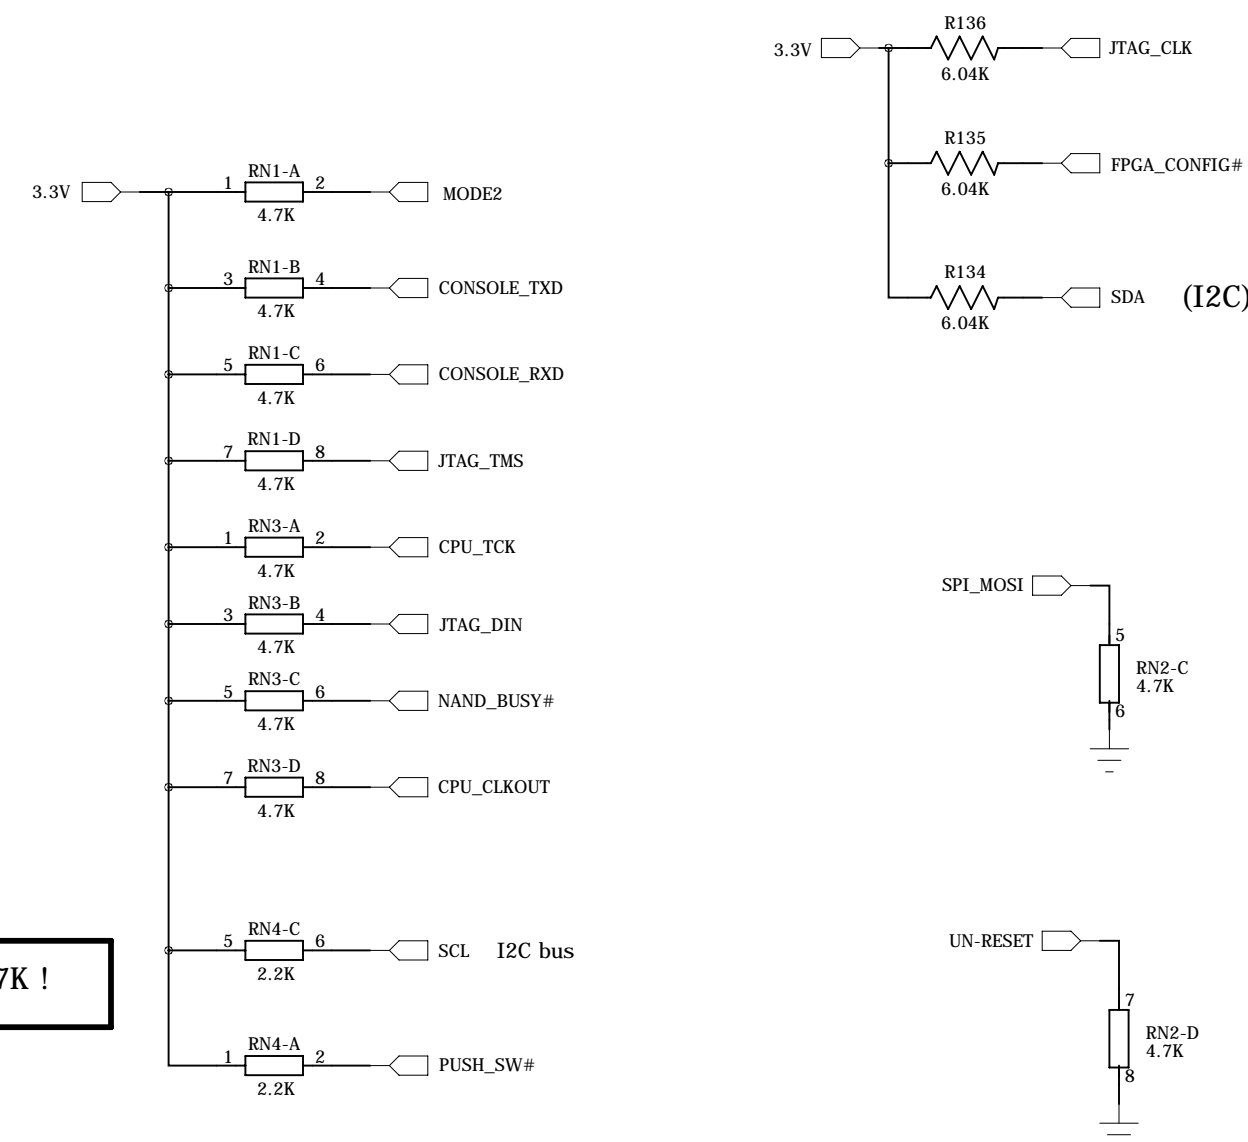 R136
3.3V
JTAG_CLK
6.04K
R135
FPGA_CONFIG#
6.04K
R134
SDA (I2C)
6.04K
3.3V
RN1-A
1 2
MODE2
4.7K
RN1-B
3 4
CONSOLE_TXD
4.7K
RN1-C
5 6
CONSOLE_RXD
4.7K
RN1-D
7 8
JTAG_TMS
4.7K
RN3-A
1 2
CPU_TCK
4.7K
RN3-B
3 4
JTAG_DIN
4.7K
RN3-C
5 6
NAND_BUSY#
4.7K
RN3-D
7 8
CPU_CLKOUT
4.7K
RN4-C
5 6
SCL I2C bus
2.2K
RN4-A
1 2
PUSH_SW#
2.2K
7K !
SPI_MOSI
5
RN2-C
4.7K
6
UN-RESET
7
RN2-D
4.7K
8